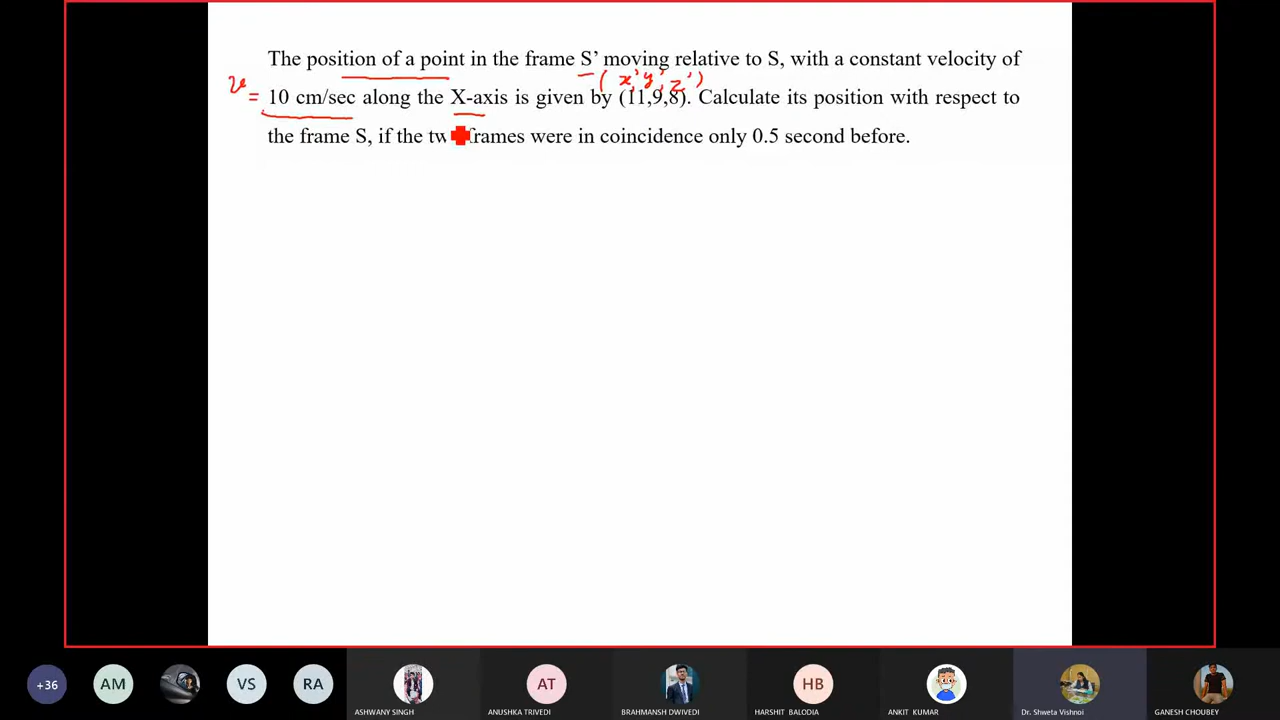 The position of a point in the frame S’ moving relative to S, with a constant velocity of
(x', y', z')
v =
10 cm/sec along the X-axis is given by (11,9,8). Calculate its position with respect to
the frame S, if the tw frames were in coincidence only 0.5 second before.
+36
AM
VS
RA
ASHWANY SINGH
AT
ANUSHKA TRIVEDI
BRAHMANSH DWIVEDI
HB
HARSHIT BALODIA
ANKIT KUMAR
Dr. Shweta Vishnoi
GANESH CHOUBEY